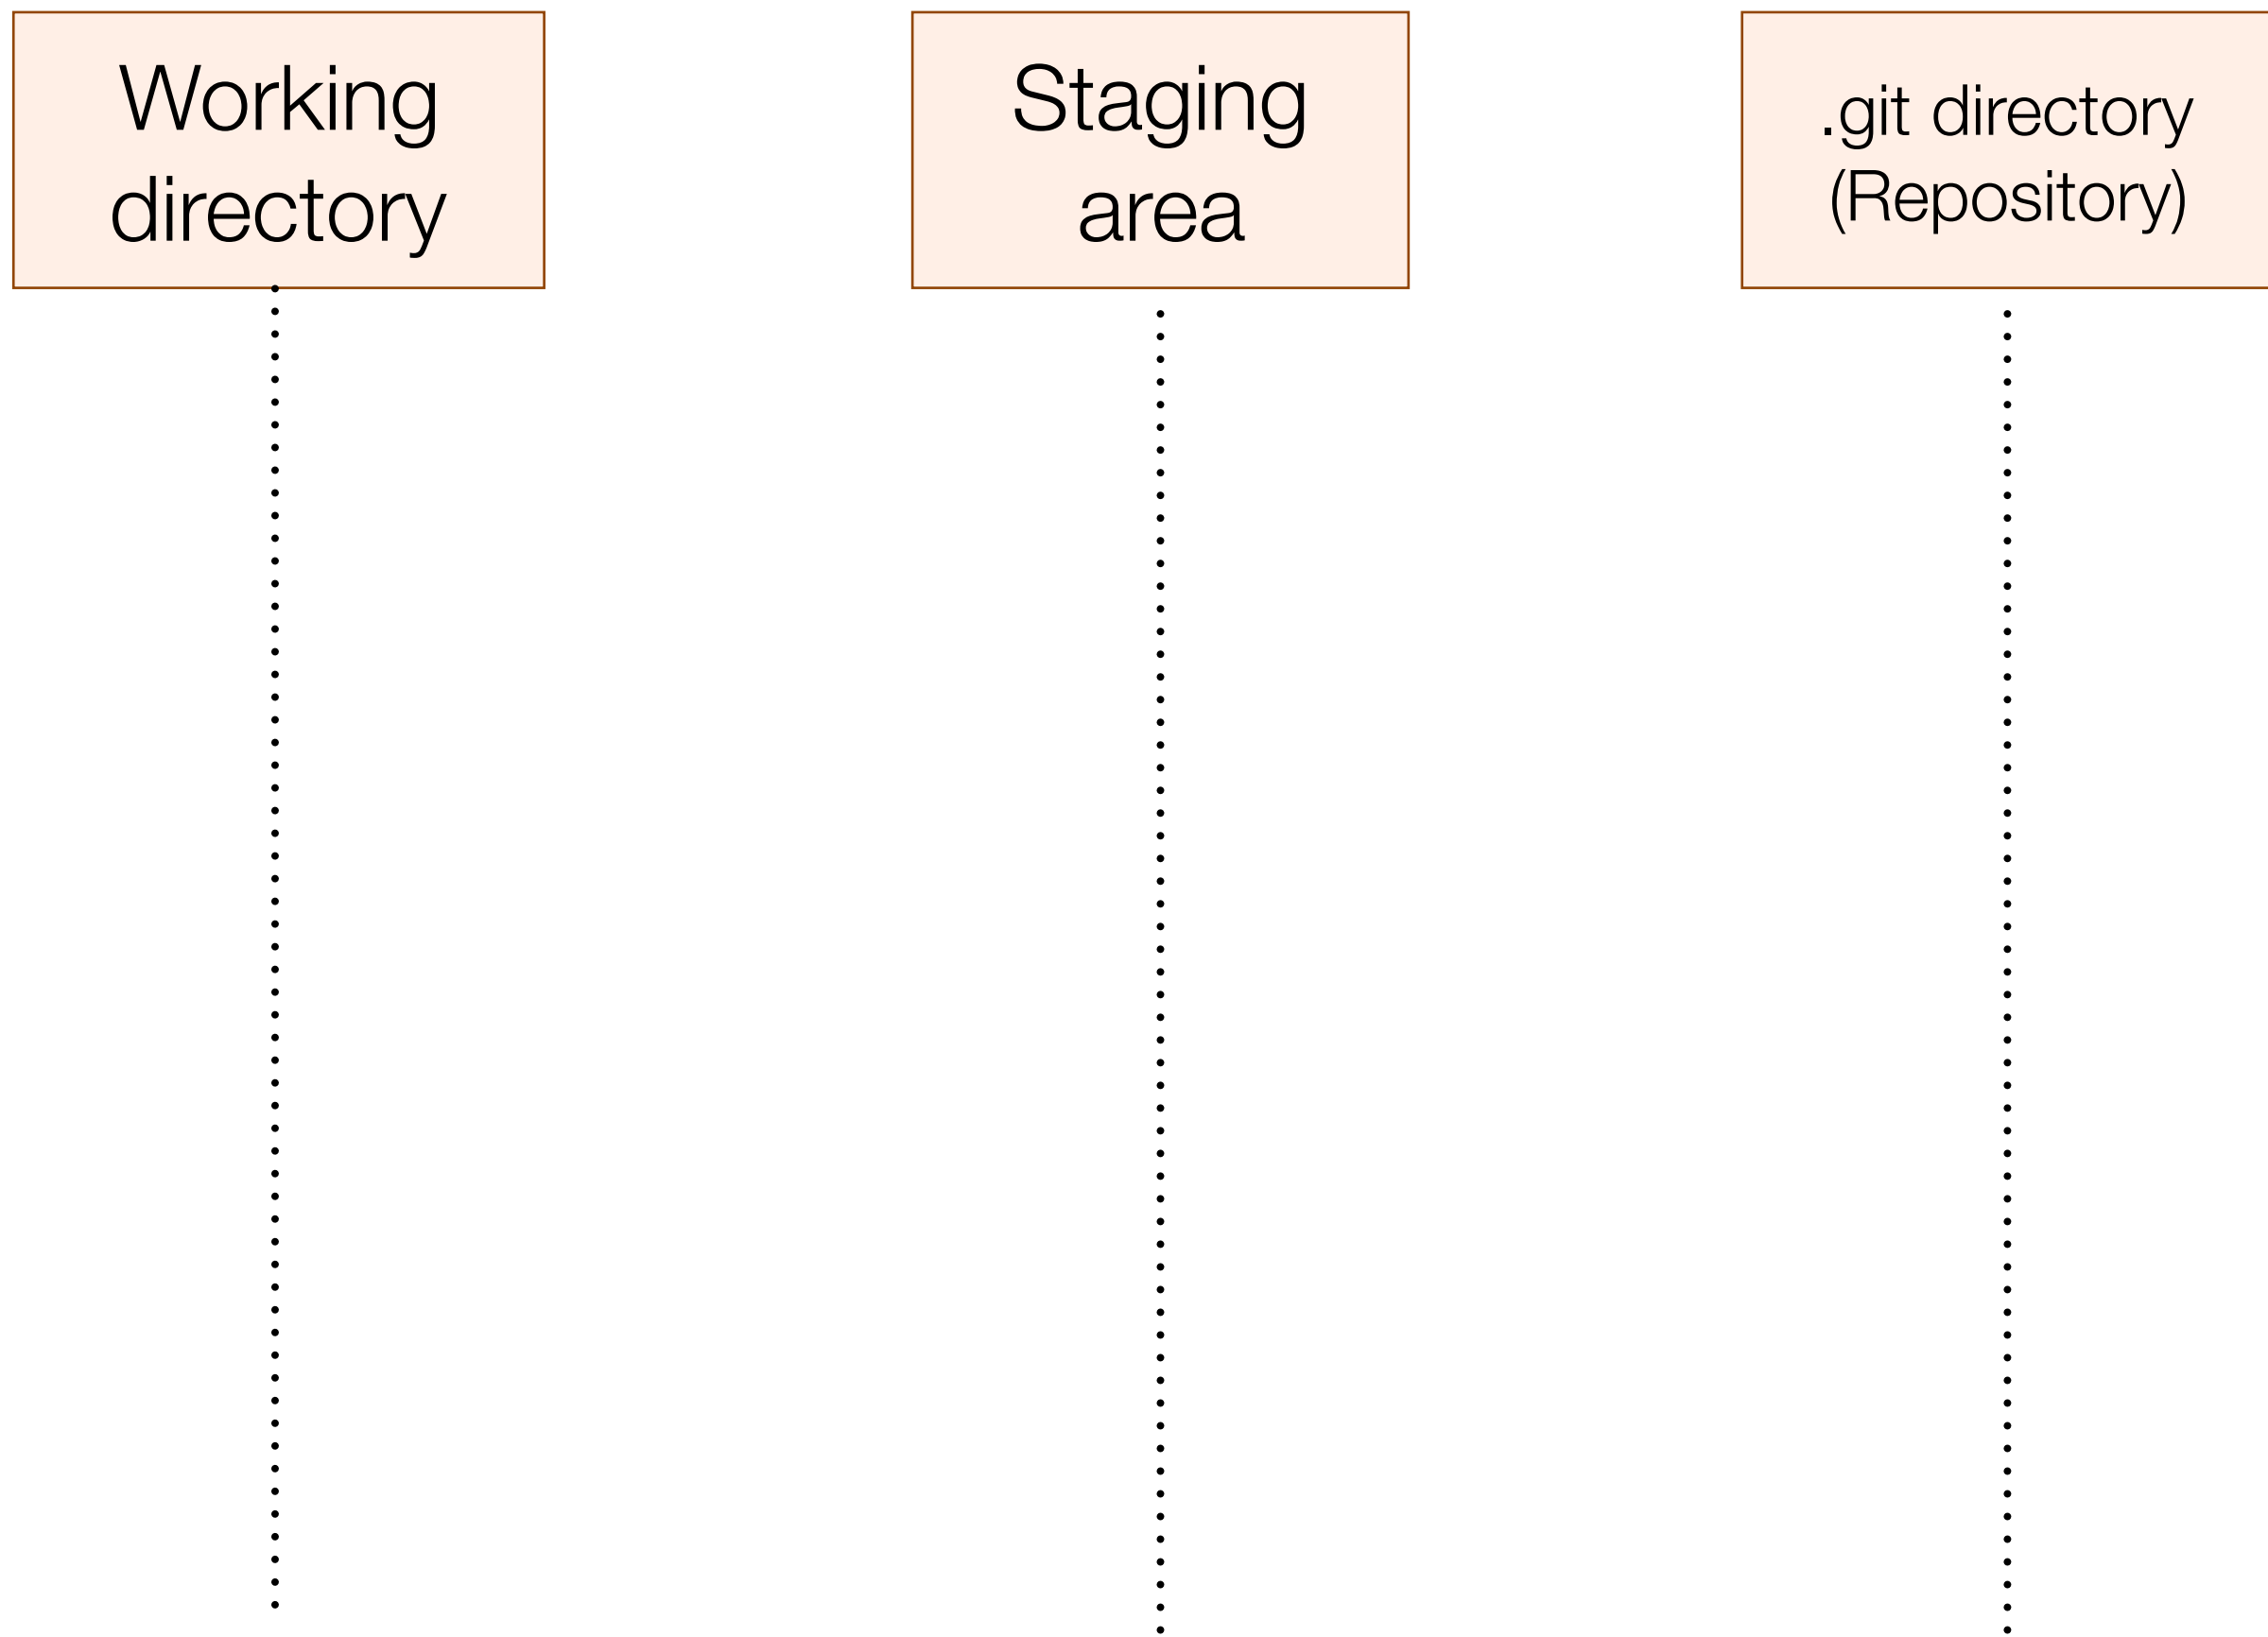 Working
directory
Staging
area
.git directory
(Repository)